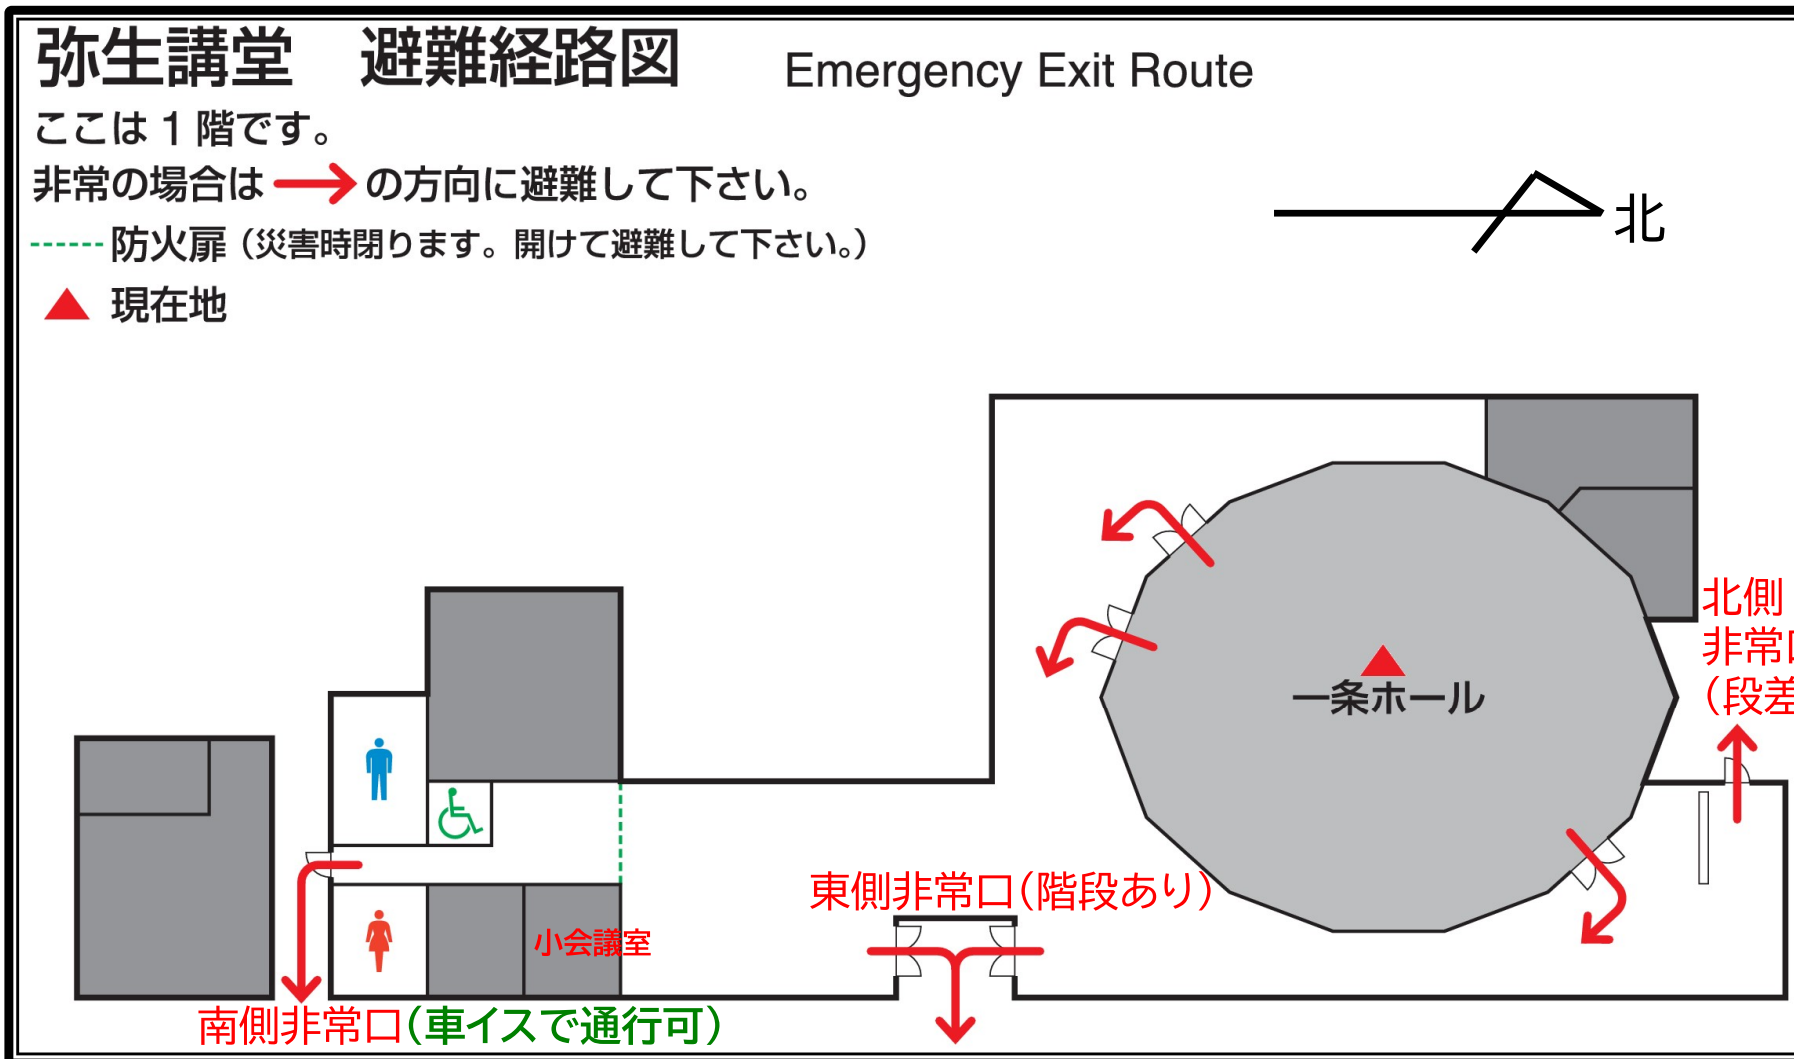 弥生講堂　避難経路図　Emergency Exit Route
ここは 1 階です。
非常の場合は→の方向に避難して下さい。
北
防火扉（災害時閉ります。開けて避難して下さい。）
▲ 現在地
北側
非常口
（段差
一条ホール
東側非常口（階段あり）
小会議室
南側非常口（車イスで通行可）